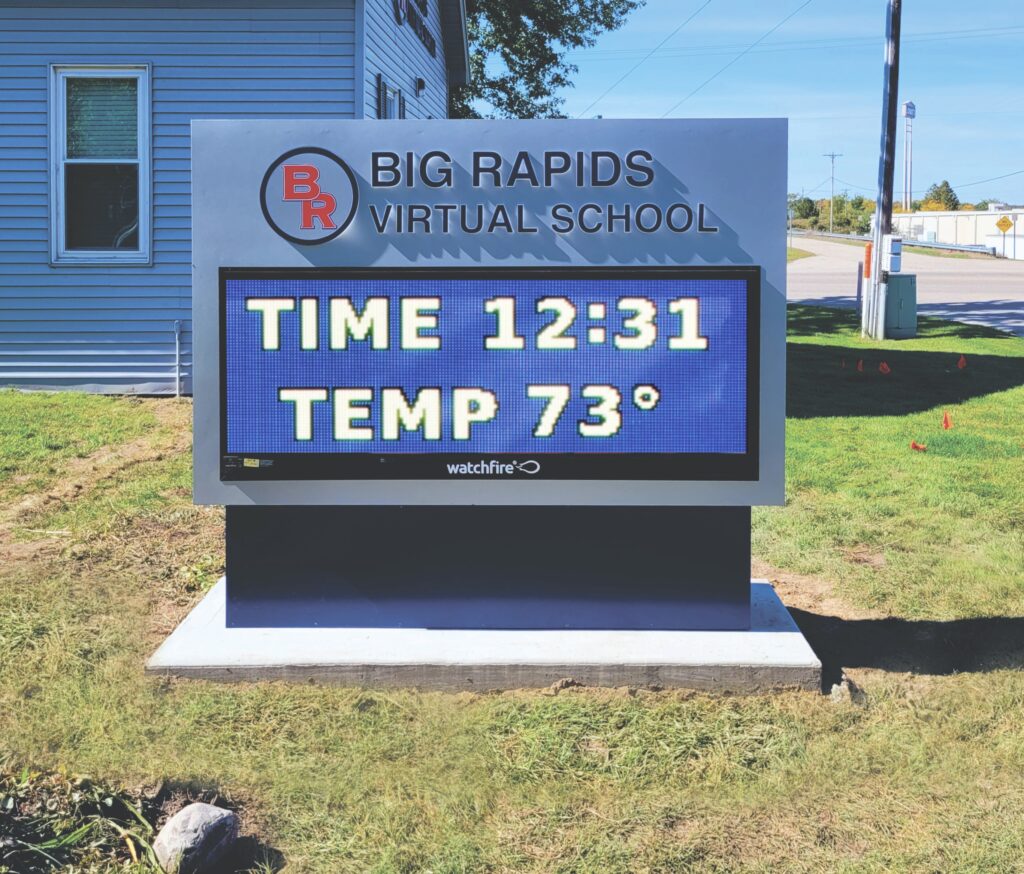 BR
BIG RAPIDS
VIRTUAL SCHOOL
TIME 12:31
TEMP 73°
watchfire®